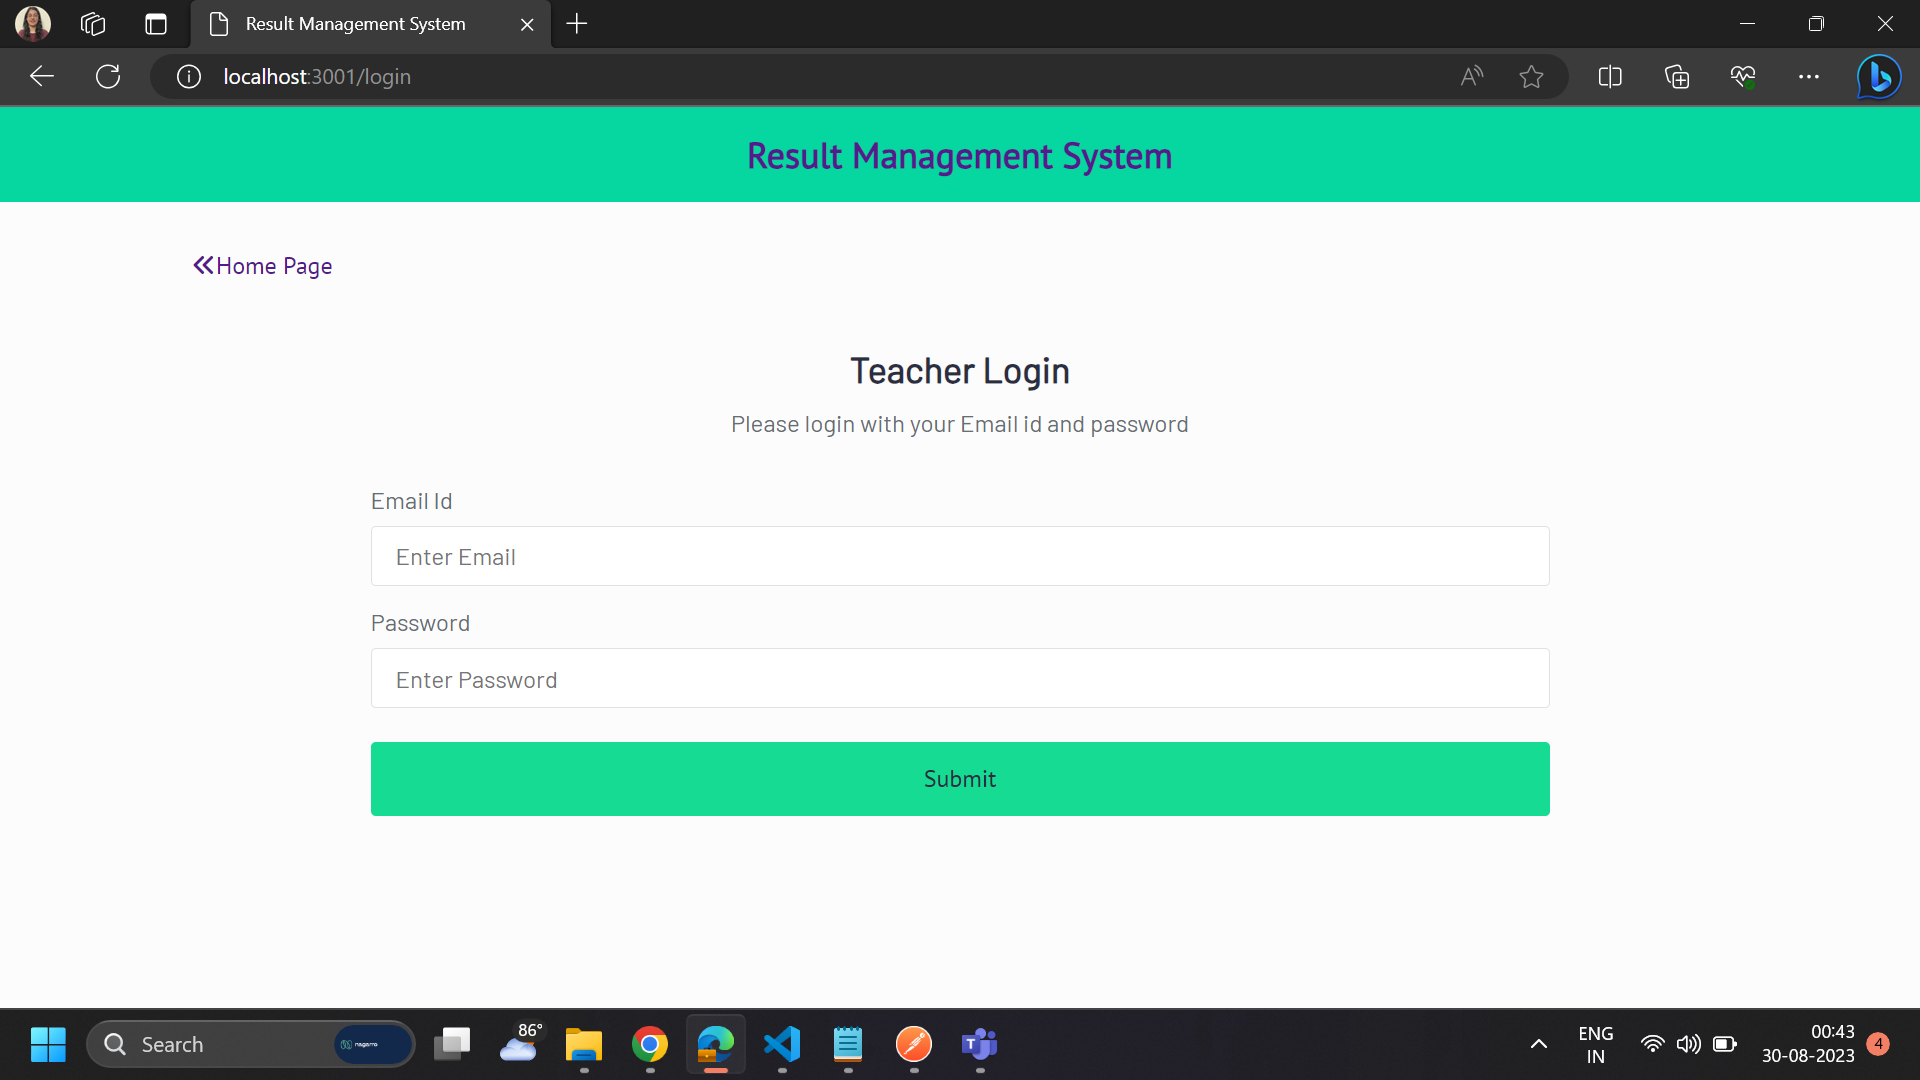 Result Management System
localhost:3001/login
Result Management System
Home Page
Teacher Login
Please login with your Email id and password
Email Id
Enter Email
Password
Enter Password
Submit
86°
Search
nagarro
ENG
IN
00:43
30-08-2023
4